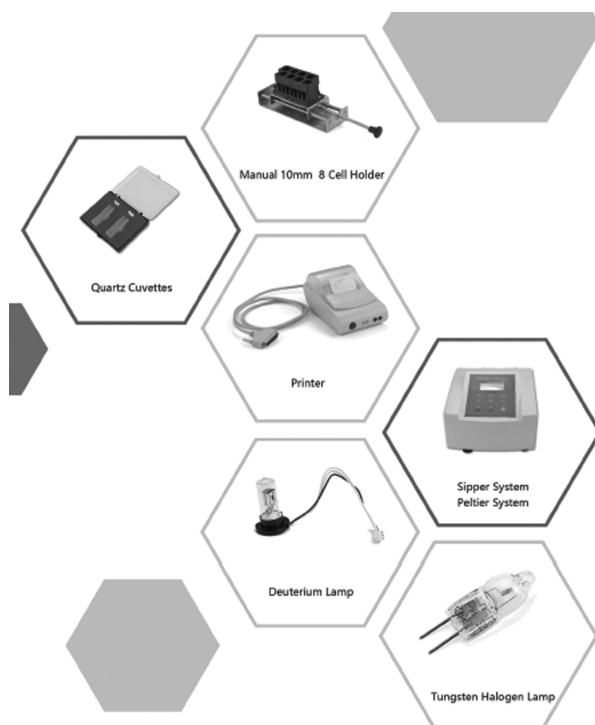 Manual 10mm 8 Cell Holder
Quartz Cuvettes
Printer
Sipper System
Peltier System
Deuterium Lamp
Tungsten Halogen Lamp